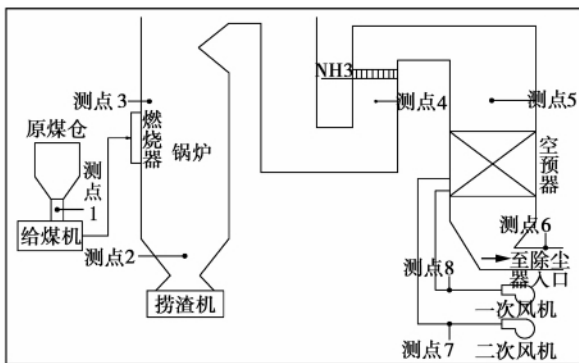 NH3
测点3
测点4
测点5
原煤仓
燃烧器
锅炉
空预器
测点
1
给煤机
测点2
测点6
至除尘
器入口
测点8
捞渣机
一次风机
测点7
二次风机